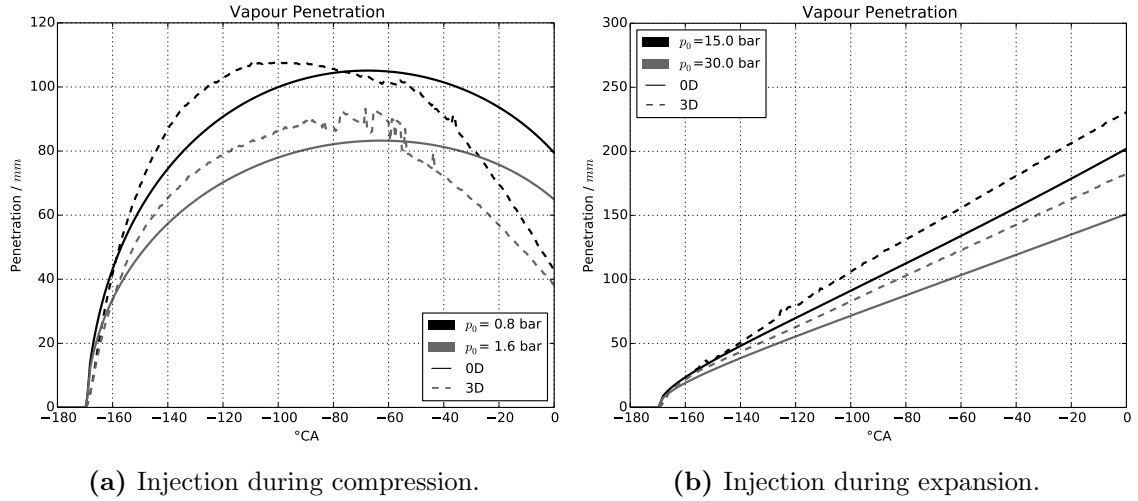 Vapour Penetration
120
100
80
60
40
20
0
Penetration / mm
p0 = 0.8 bar
p0 = 1.6 bar
0D
3D
−180 −160 −140 −120 −100 −80 −60 −40 −20 0
°CA
(a) Injection during compression.
Vapour Penetration
300
250
200
150
100
50
0
Penetration / mm
p0 =15.0 bar
p0 =30.0 bar
0D
3D
−180 −160 −140 −120 −100 −80 −60 −40 −20 0
°CA
(b) Injection during expansion.